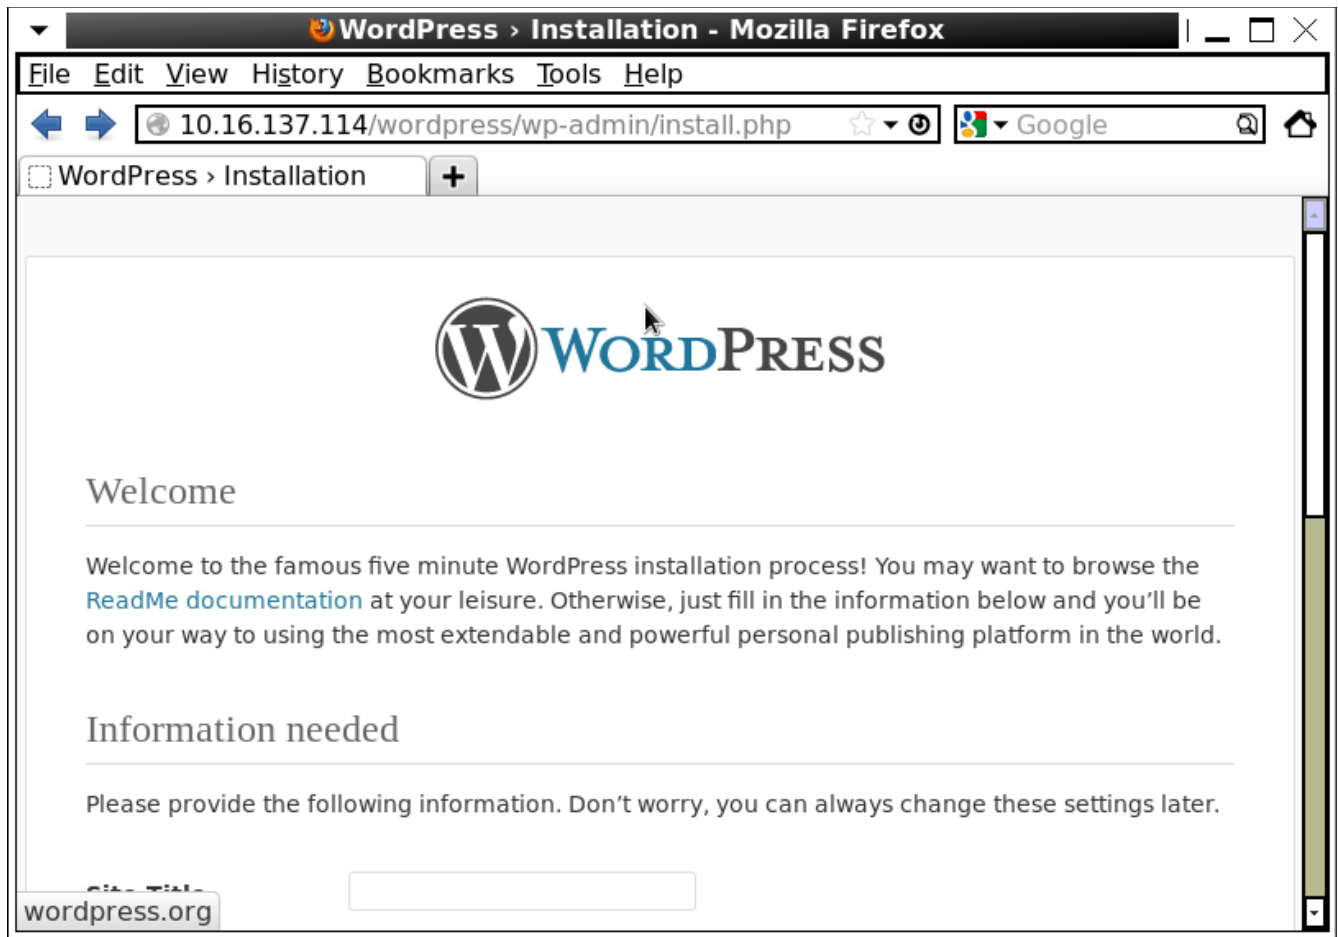 WordPress › Installation - Mozilla Firefox
File Edit View History Bookmarks Tools Help
10.16.137.114/wordpress/wp-admin/install.php Google
WordPress › Installation
WORDPRESS
Welcome
Welcome to the famous five minute WordPress installation process! You may want to browse the
ReadMe documentation at your leisure. Otherwise, just fill in the information below and you’ll be
on your way to using the most extendable and powerful personal publishing platform in the world.
Information needed
Please provide the following information. Don’t worry, you can always change these settings later.
Site Title
wordpress.org